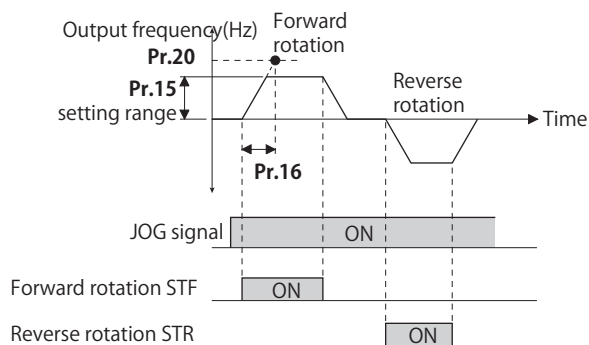 Output frequency(Hz)
Forward
rotation
Pr.20
Pr.15
setting range
Reverse
rotation
Time
Pr.16
JOG signal
ON
Forward rotation STF
ON
Reverse rotation STR
ON